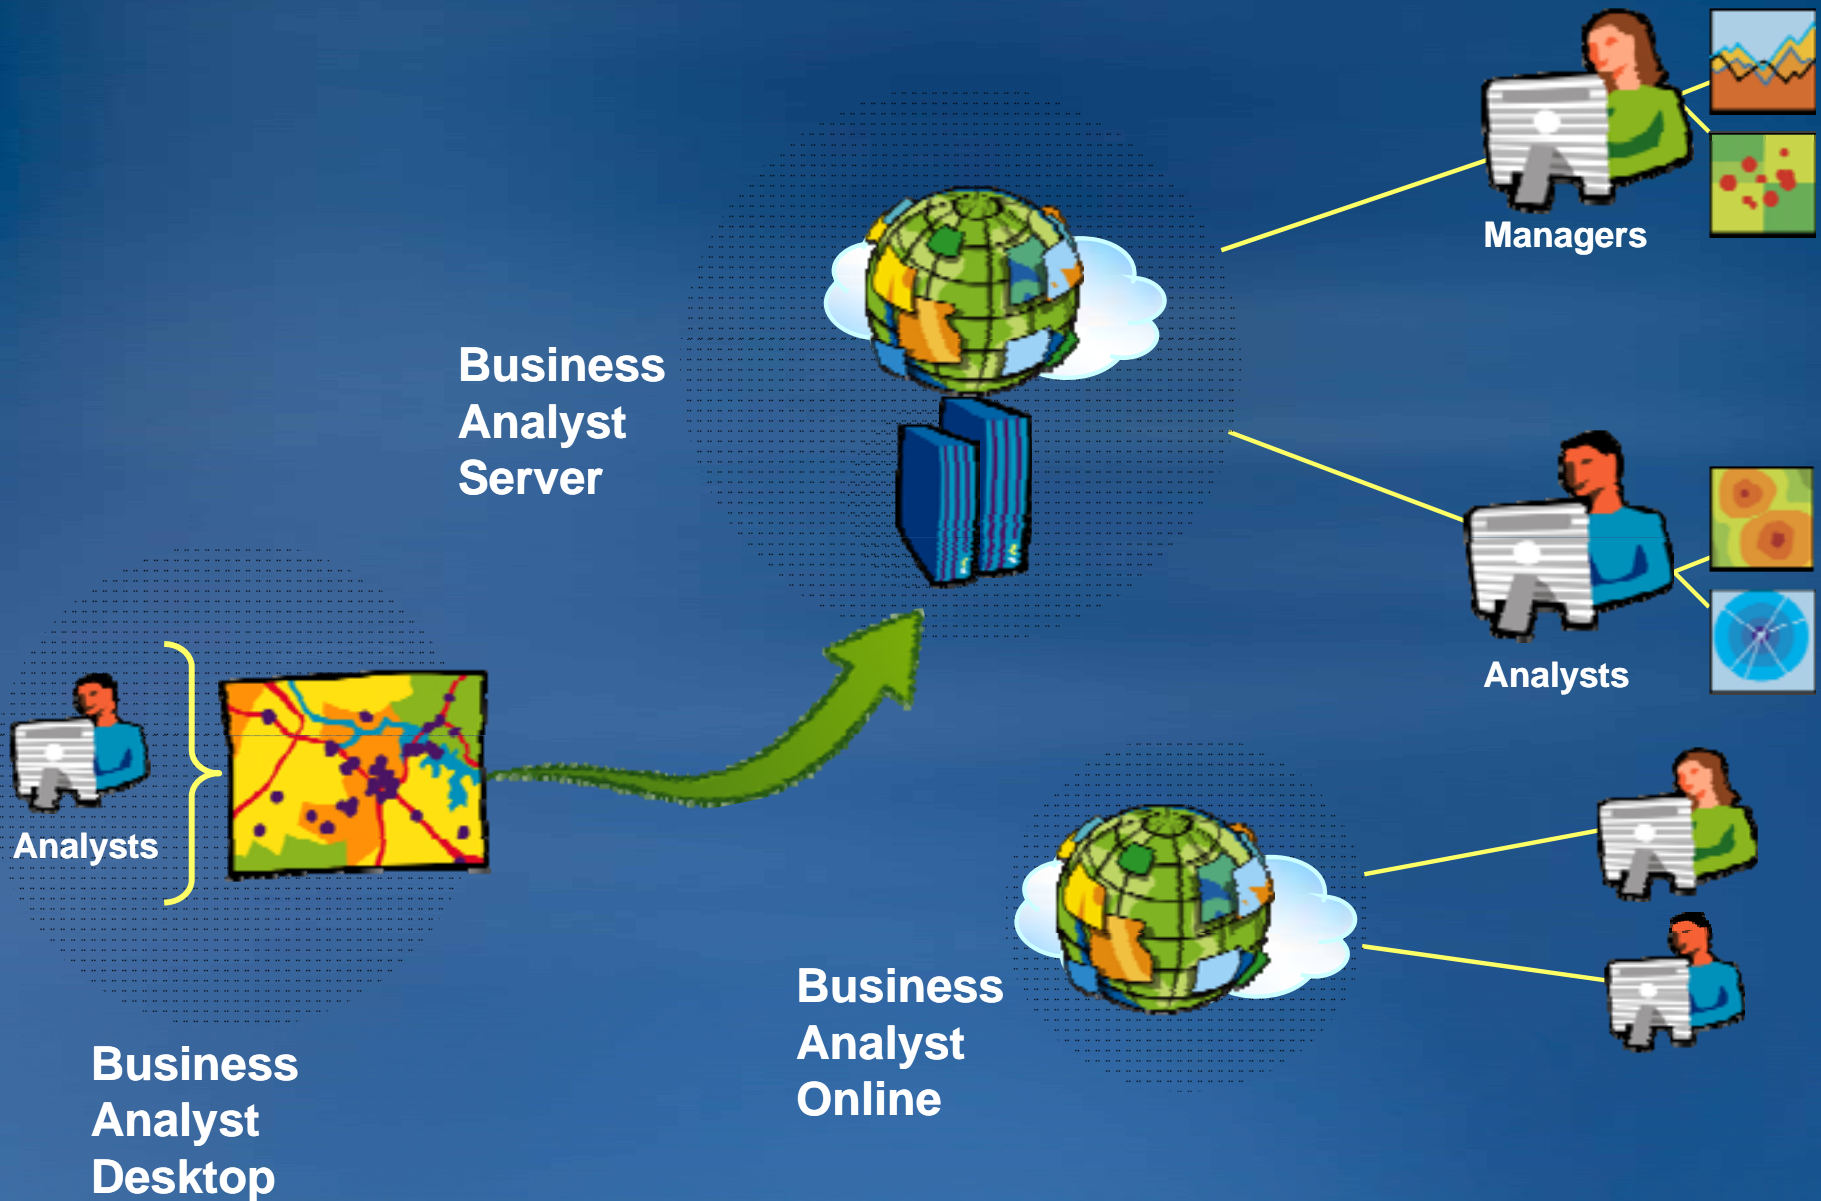 Managers
Business
Analyst
Server
Analysts
Analysts
Business
Analyst
Online
Business
Analyst
Desktop